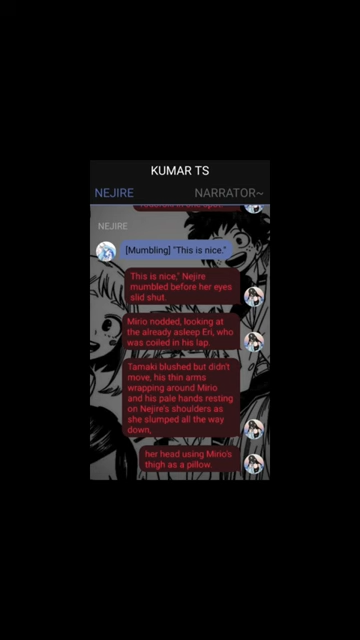 KUMAR TS
NEJIRE
NARRATOR~
NEJIRE
[Mumbling] "This is nice."
This is nice," Nejire
mumbled before her eyes
slid shut.
Mirio nodded, looking at
the already asleep Eri, who
was coiled in his lap.
Tamaki blushed but didn't
move, his thin arms
wrapping around Mirio
and his pale hands resting
on Nejire's shoulders as
she slumped all the way
down,
her head using Mirio's
thigh as a pillow.